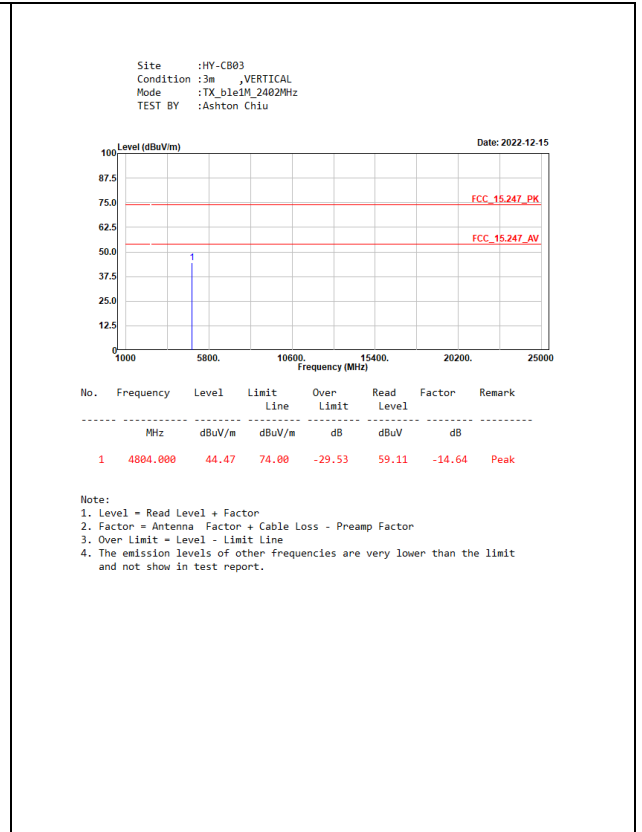 Site :HY-CB03
Condition :3m ,VERTICAL
Mode :TX_ble1M_2402MHz
TEST BY :Ashton Chiu
Level (dBuV/m) Date: 2022-12-15
100
87.5
75.0 FCC_15.247_PK
62.5
FCC_15.247_AV
50.0
1
37.5
25.0
12.5
0
1000 5800. 10600. 15400. 20200. 25000
Frequency (MHz)
No. Frequency Level Limit Over Read Factor Remark
Line Limit Level
------ ----------- -------- -------- -------- --------- -------- ---------
MHz dBuV/m dBuV/m dB dBuV dB
1 4804.000 44.47 74.00 -29.53 59.11 -14.64 Peak
Note:
1. Level = Read Level + Factor
2. Factor = Antenna Factor + Cable Loss - Preamp Factor
3. Over Limit = Level - Limit Line
4. The emission levels of other frequencies are very lower than the limit
and not show in test report.